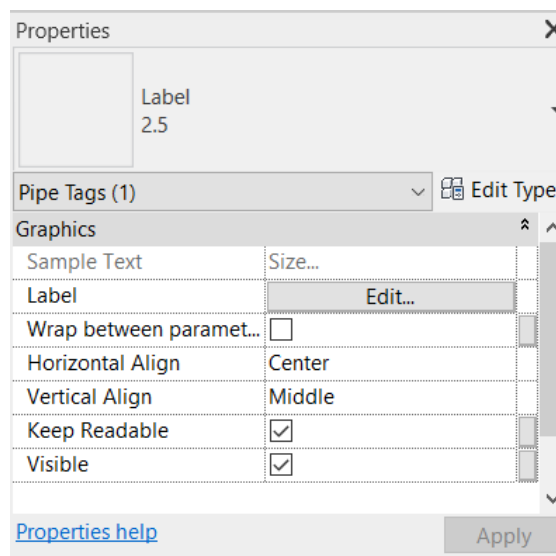 Properties
Label
2.5
Pipe Tags (1)
Edit Type
Graphics
Sample Text Size...
Label Edit...
Wrap between paramet...
Horizontal Align Center
Vertical Align Middle
Keep Readable
Visible
Properties help
Apply